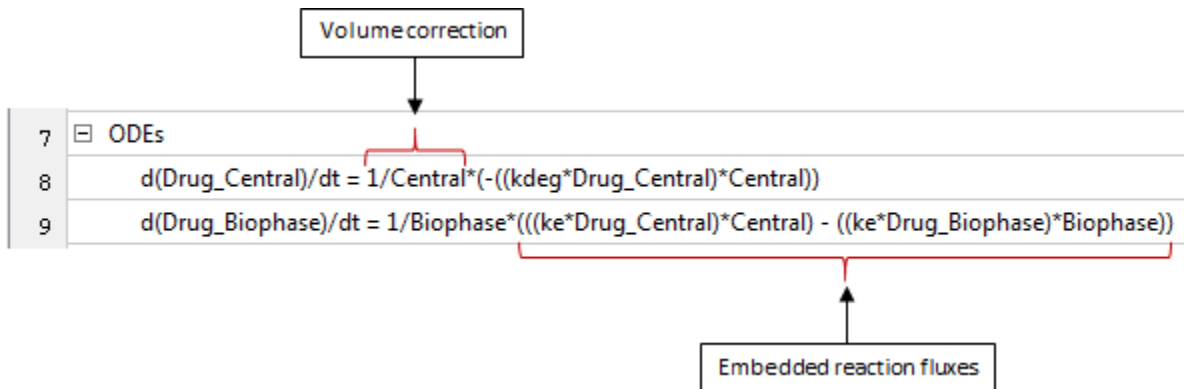 Volume correction
7 ODEs
8 d(Drug_Central)/dt = 1/Central*(-((kdeg*Drug_Central)*Central))
9 d(Drug_Biophase)/dt = 1/Biophase*(((ke*Drug_Central)*Central) - ((ke*Drug_Biophase)*Biophase))
Embedded reaction fluxes